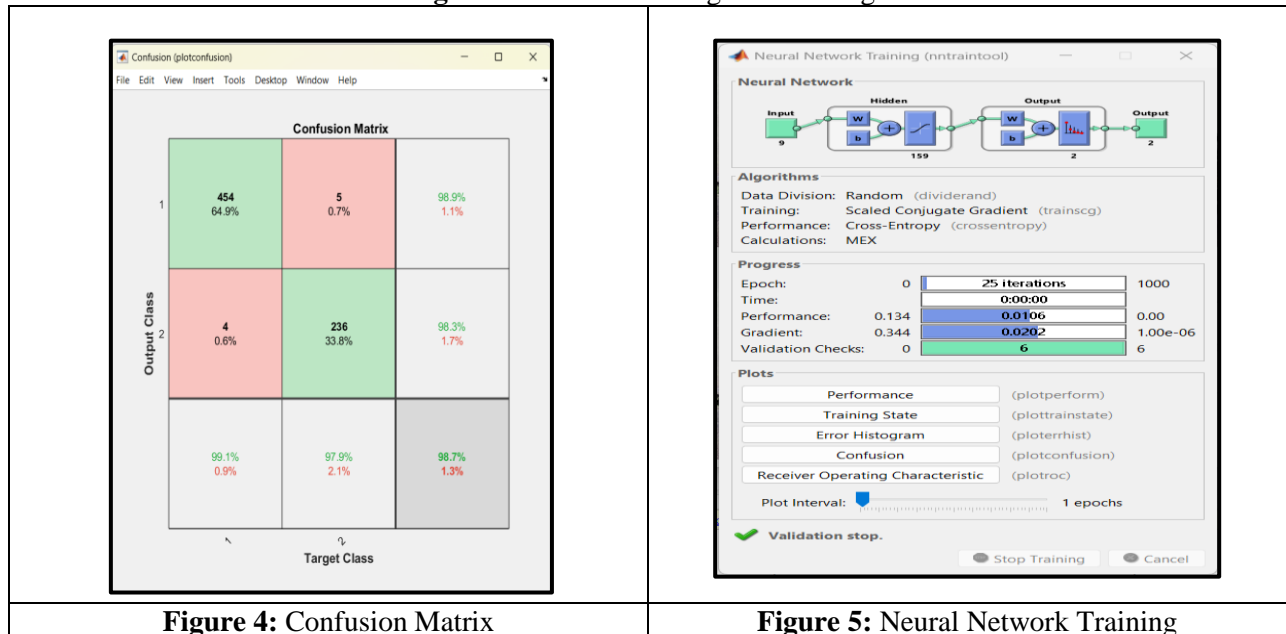 Confusion (plotconfusion)
File Edit View Insert Tools Desktop Window Help
Confusion Matrix
Output Class
1
454
64.9%
5
0.7%
98.9%
1.1%
2
4
0.6%
236
33.8%
98.3%
1.7%
99.1%
0.9%
97.9%
2.1%
98.7%
1.3%
1 2
Target Class
Figure 4: Confusion Matrix
Neural Network Training (nntraintool)
Neural Network
Hidden Output
Input Output
W W
+ +
b b
9 159 2 2
Algorithms
Data Division: Random (dividerand)
Training: Scaled Conjugate Gradient (trainscg)
Performance: Cross-Entropy (crossentropy)
Calculations: MEX
Progress
Epoch: 0 25 iterations 1000
Time: 0:00:00
Performance: 0.134 0.0106 0.00
Gradient: 0.344 0.0202 1.00e-06
Validation Checks: 0 6 6
Plots
Performance (plotperform)
Training State (plottrainstate)
Error Histogram (ploterrhist)
Confusion (plotconfusion)
Receiver Operating Characteristic (plotroc)
Plot Interval: 1 epochs
Validation stop.
Stop Training Cancel
Figure 5: Neural Network Training